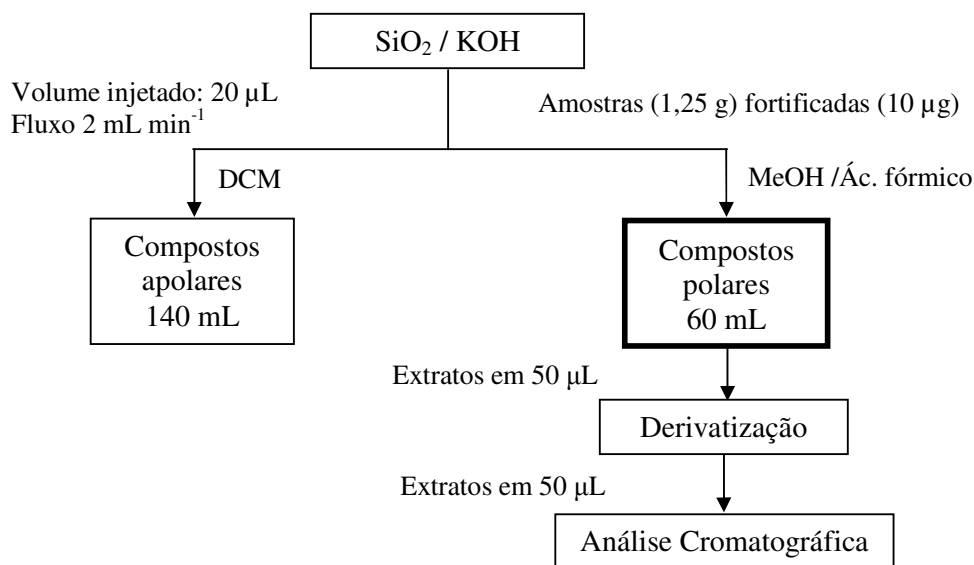 SiO₂ / KOH
Volume injetado: 20 µL
Fluxo 2 mL min⁻¹
Amostras (1,25 g) fortificadas (10 µg)
DCM
MeOH /Ác. fórmico
Compostos
apolares
140 mL
Compostos
polares
60 mL
Extratos em 50 µL
Derivatização
Extratos em 50 µL
Análise Cromatográfica